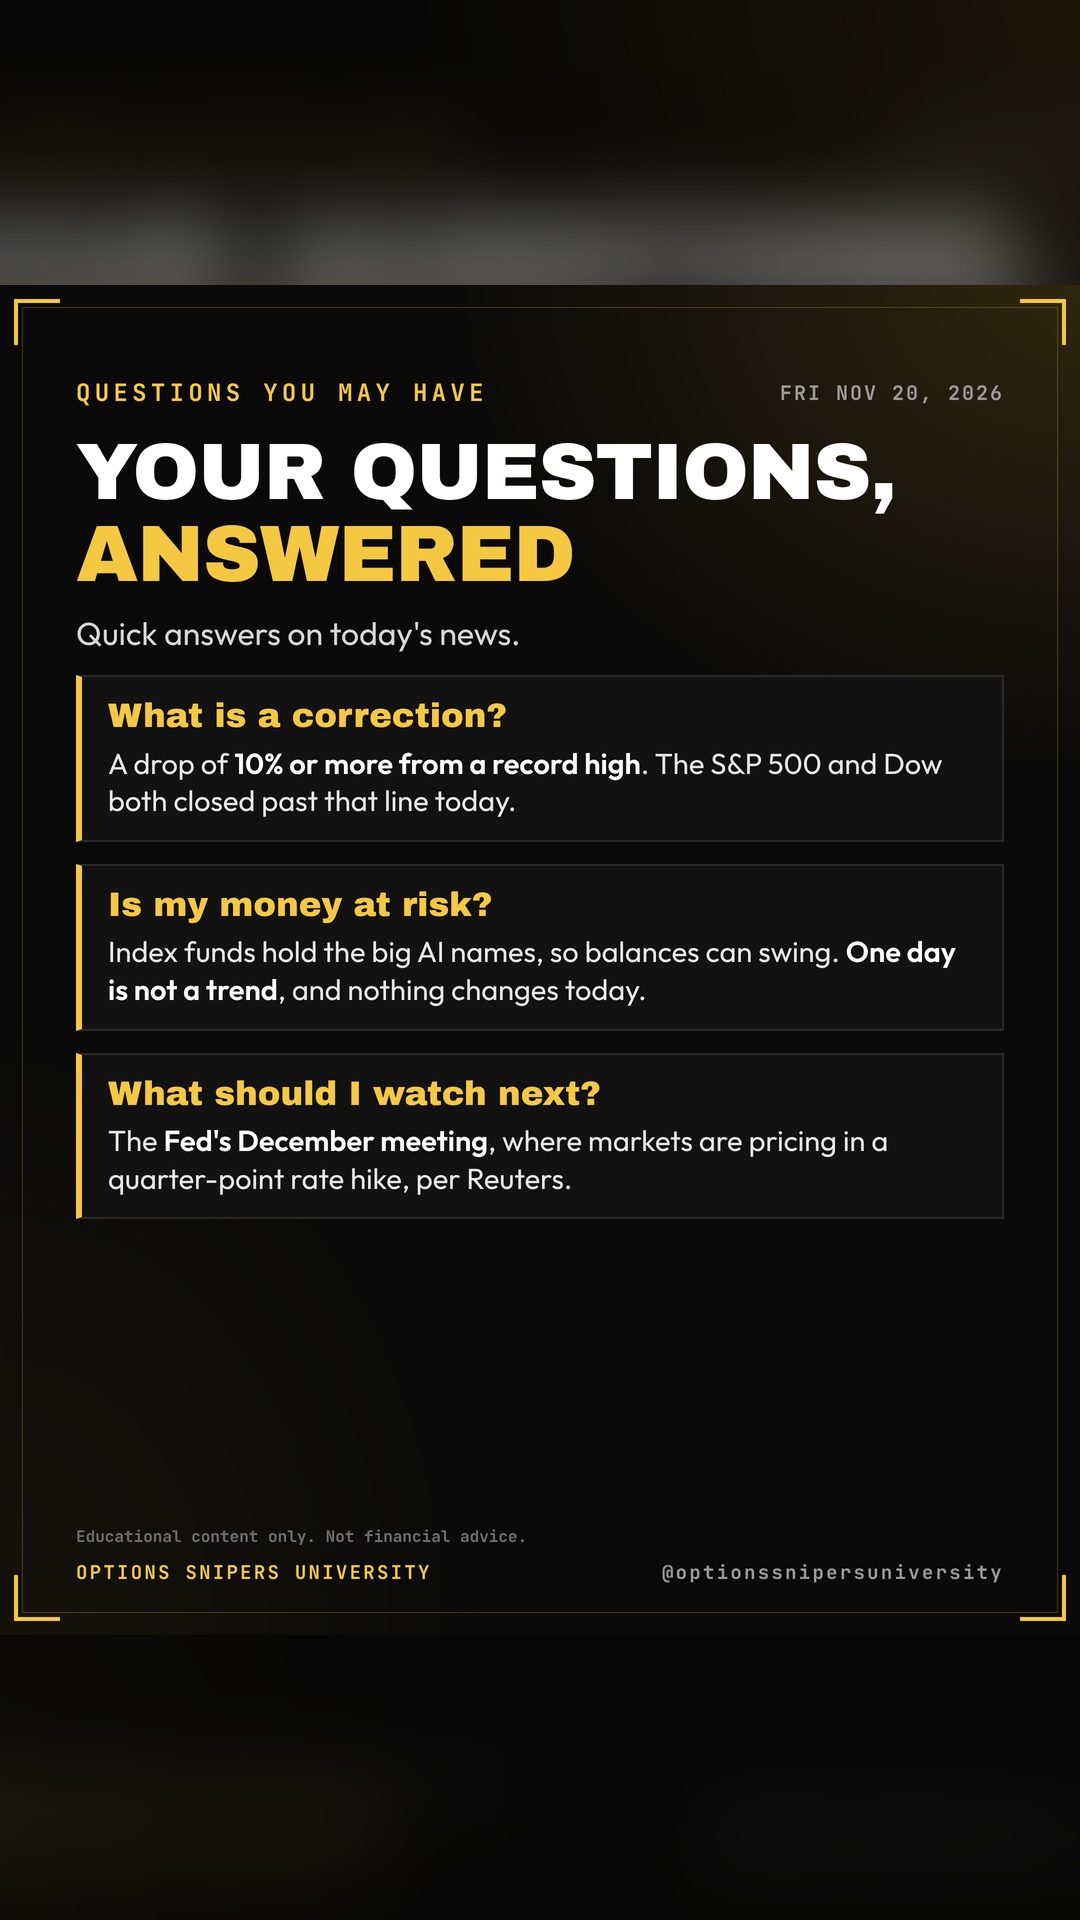 QUESTIONS YOU MAY HAVE
FRI NOV 20, 2026
YOUR QUESTIONS,
ANSWERED
Quick answers on today's news.
What is a correction?
A drop of 10% or more from a record high. The S&P 500 and Dow
both closed past that line today.
Is my money at risk?
Index funds hold the big AI names, so balances can swing. One day
is not a trend, and nothing changes today.
What should I watch next?
The Fed's December meeting, where markets are pricing in a
quarter-point rate hike, per Reuters.
Educational content only. Not financial advice.
OPTIONS SNIPERS UNIVERSITY
@optionssnipersuniversity